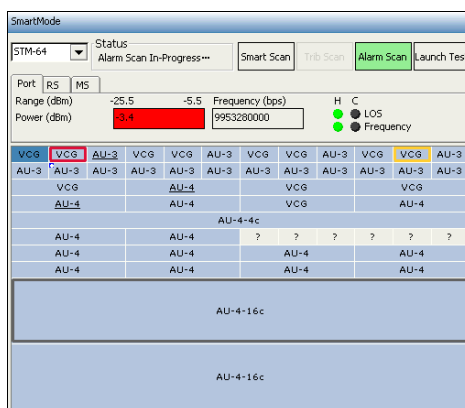 SmartMode
STM-64
Status
Alarm Scan In-Progress···
Smart Scan
Trib Scan
Alarm Scan
Launch Tes
Port RS MS
Range (dBm) -25.5 -5.5 Frequency (bps) H C
Power (dBm) -3.4 9953280000 LOS
Frequency
VCG VCG AU-3 VCG VCG AU-3 VCG VCG AU-3 VCG VCG AU-3
AU-3 AU-3 AU-3 AU-3 AU-3 AU-3 AU-3 AU-3 AU-3 AU-3 AU-3 AU-3
VCG AU-4 VCG VCG
AU-4 AU-4 VCG AU-4
AU-4-4c
AU-4 AU-4 ? ? ? ? ? ?
AU-4 AU-4 AU-4 AU-4
AU-4 AU-4 AU-4 AU-4
AU-4-16c
AU-4-16c